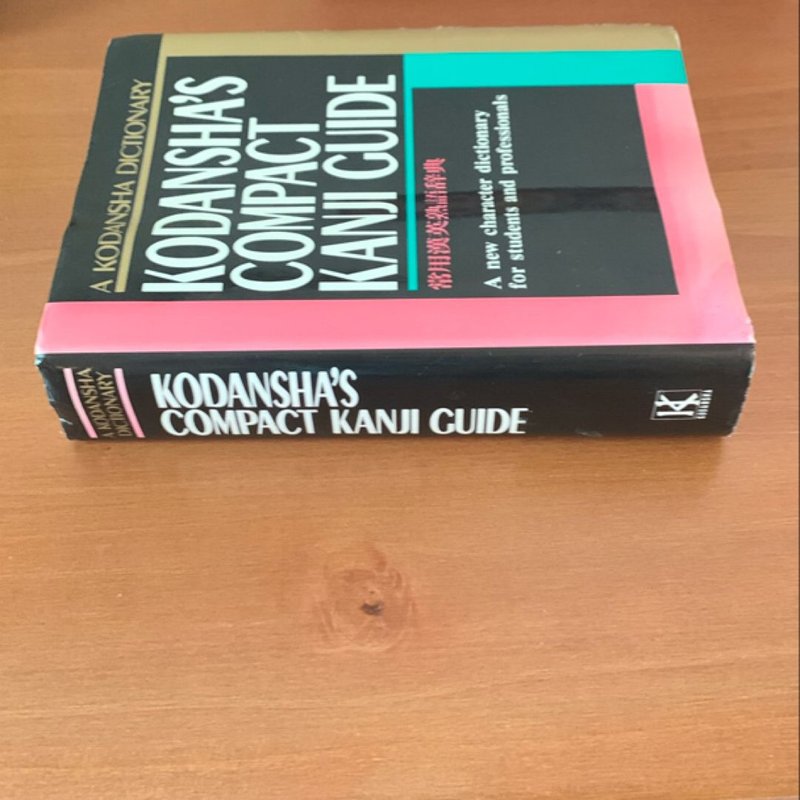 A KODANSHA DICTIONARY
KODANSHA'S
COMPACT
KANJI GUIDE
常用漢英熟語辞典
A new character dictionary
for students and professionals
A KODANSHA
DICTIONARY
KODANSHA'S
COMPACT KANJI GUIDE
K
KODANSHA